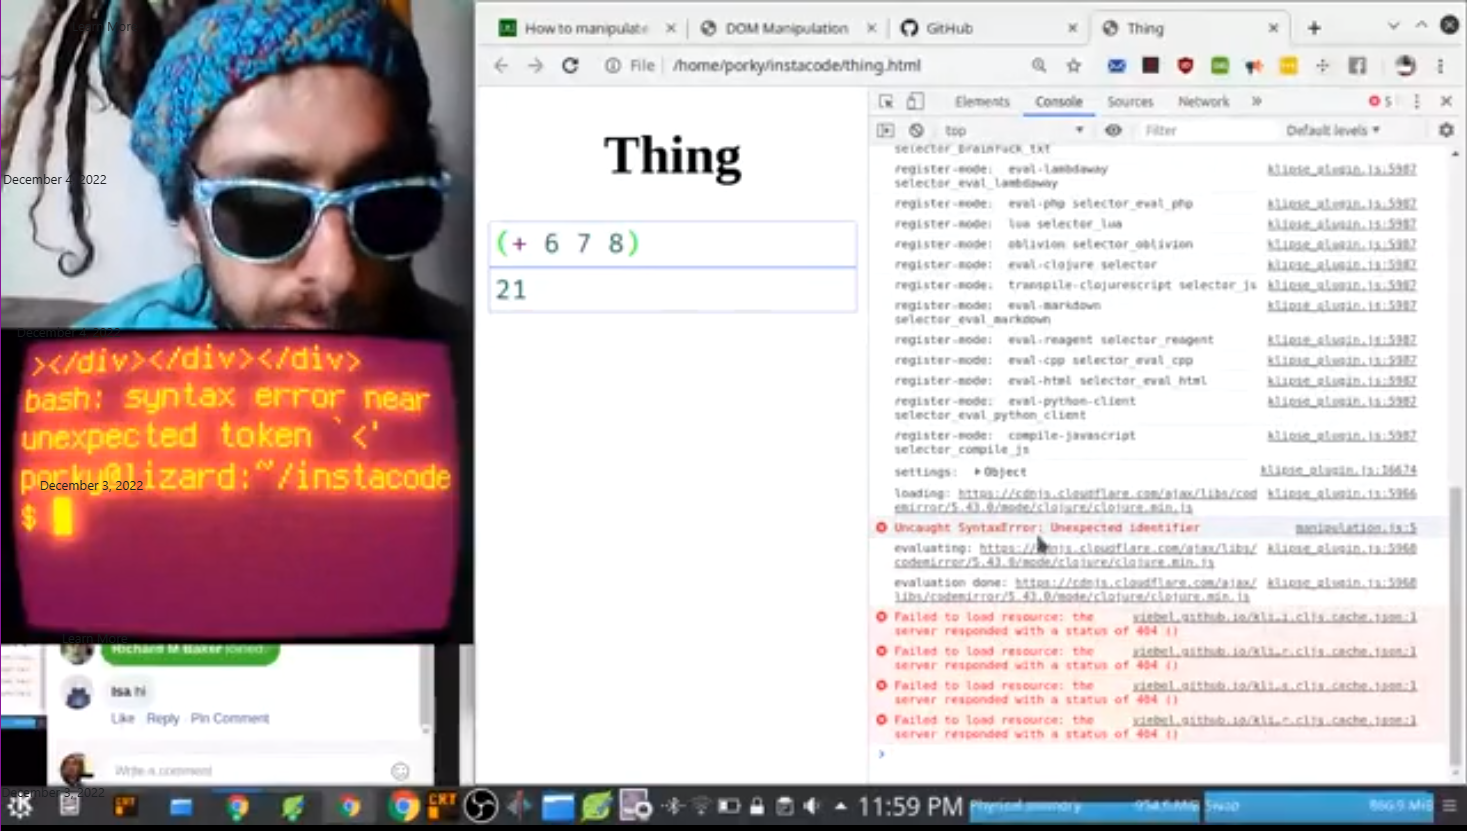 Learn More
December 4, 2022
December 4, 2022
></div></div></div>
bash: syntax error near
unexpected token `<'
porky@lizard:~/instacode
$
December 3, 2022
Learn More
Richard M Baker joined.
Isa hi
Like Reply Pin Comment
Write a comment
December 3, 2022
How to manipulate
DOM Manipulation
GitHub
Thing
File /home/porky/instacode/thing.html
Thing
(+ 6 7 8)
21
Elements Console Sources Network » 5
top Filter Default levels
selector_brainfuck_txt
register-mode: eval-lambdaway klipse_plugin.js:5987
selector_eval_lambdaway
register-mode: eval-php selector_eval_php klipse_plugin.js:5987
register-mode: lua selector_lua klipse_plugin.js:5987
register-mode: oblivion selector_oblivion klipse_plugin.js:5987
register-mode: eval-clojure selector klipse_plugin.js:5987
register-mode: transpile-clojurescript selector_js klipse_plugin.js:5987
register-mode: eval-markdown klipse_plugin.js:5987
selector_eval_markdown
register-mode: eval-reagent selector_reagent klipse_plugin.js:5987
register-mode: eval-cpp selector_eval_cpp klipse_plugin.js:5987
register-mode: eval-html selector_eval_html klipse_plugin.js:5987
register-mode: eval-python-client klipse_plugin.js:5987
selector_eval_python_client
register-mode: compile-javascript klipse_plugin.js:5987
selector_compile_js
settings: Object klipse_plugin.js:16674
loading: https://cdnjs.cloudflare.com/ajax/libs/cod klipse_plugin.js:5966
emirror/5.43.0/mode/clojure/clojure.min.js
Uncaught SyntaxError: Unexpected identifier manipulation.js:5
evaluating: https://cdnjs.cloudflare.com/ajax/libs/ klipse_plugin.js:5968
codemirror/5.43.0/mode/clojure/clojure.min.js
evaluation done: https://cdnjs.cloudflare.com/ajax/ klipse_plugin.js:5968
libs/codemirror/5.43.0/mode/clojure/clojure.min.js
Failed to load resource: the viebel.github.io/kli…i.cljs.cache.json:1
server responded with a status of 404 ()
Failed to load resource: the viebel.github.io/kli…r.cljs.cache.json:1
server responded with a status of 404 ()
Failed to load resource: the viebel.github.io/kli…s.cljs.cache.json:1
server responded with a status of 404 ()
Failed to load resource: the viebel.github.io/kli…r.cljs.cache.json:1
server responded with a status of 404 ()
CRT
CRT
11:59 PM
Physical memory
Swap